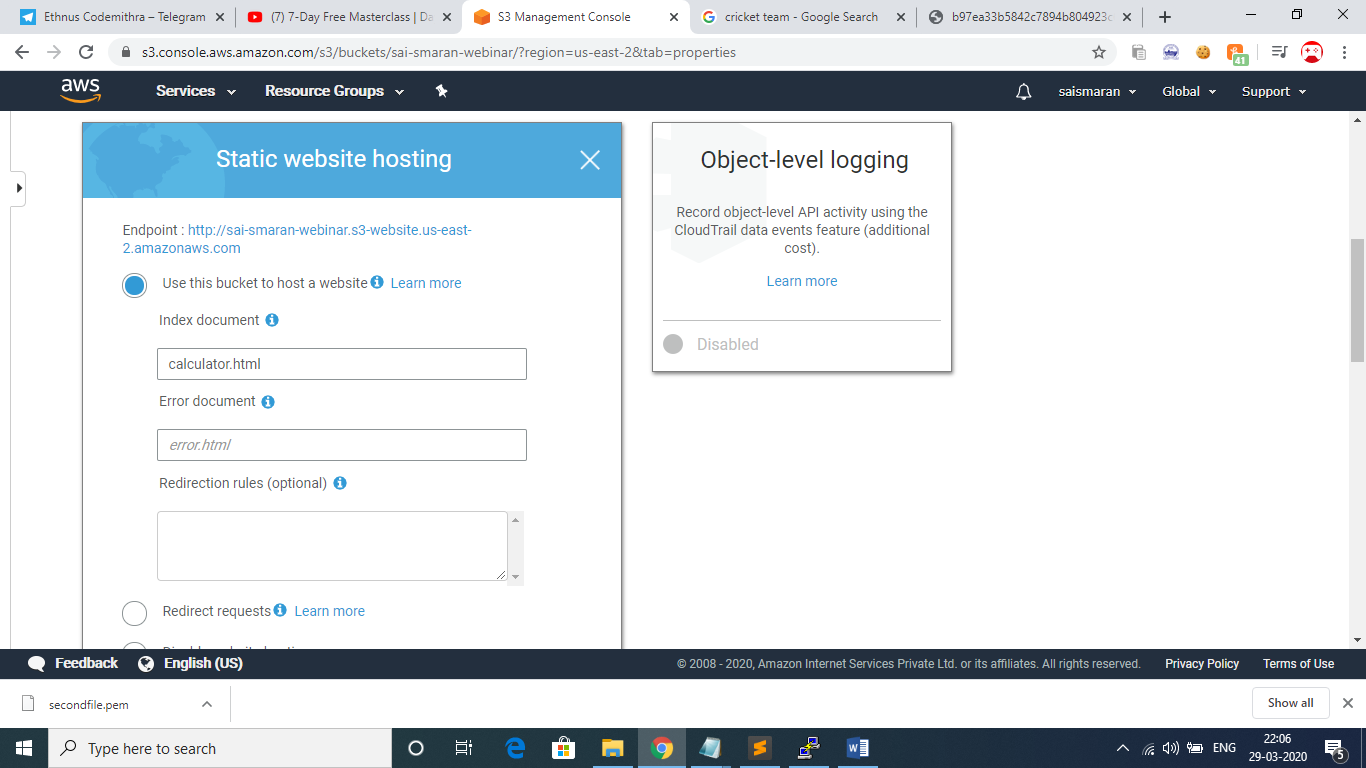 Ethnus Codemithra – Telegram
(7) 7-Day Free Masterclass | Da
S3 Management Console
cricket team - Google Search
b97ea33b5842c7894b804923c
s3.console.aws.amazon.com/s3/buckets/sai-smaran-webinar/?region=us-east-2&tab=properties
41
aws
Services
Resource Groups
saismaran
Global
Support
Static website hosting
Endpoint : http://sai-smaran-webinar.s3-website.us-east-
2.amazonaws.com
Use this bucket to host a website Learn more
Index document
calculator.html
Error document
error.html
Redirection rules (optional)
Redirect requests Learn more
Object-level logging
Record object-level API activity using the
CloudTrail data events feature (additional
cost).
Learn more
Disabled
Feedback
English (US)
© 2008 - 2020, Amazon Internet Services Private Ltd. or its affiliates. All rights reserved.
Privacy Policy
Terms of Use
secondfile.pem
Show all
Type here to search
ENG
22:06
29-03-2020
5